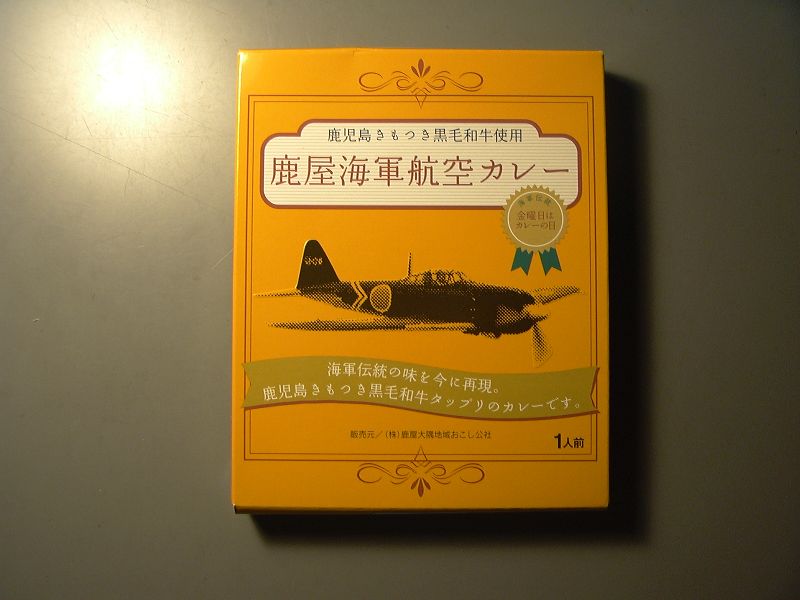 鹿児島きもつき黒毛和牛使用
鹿屋海軍航空カレー
海軍伝統
金曜日は
カレーの日
海軍伝統の味を今に再現。
鹿児島きもつき黒毛和牛タップリのカレーです。
販売元／(株)鹿屋大隅地域おこし公社
1人前